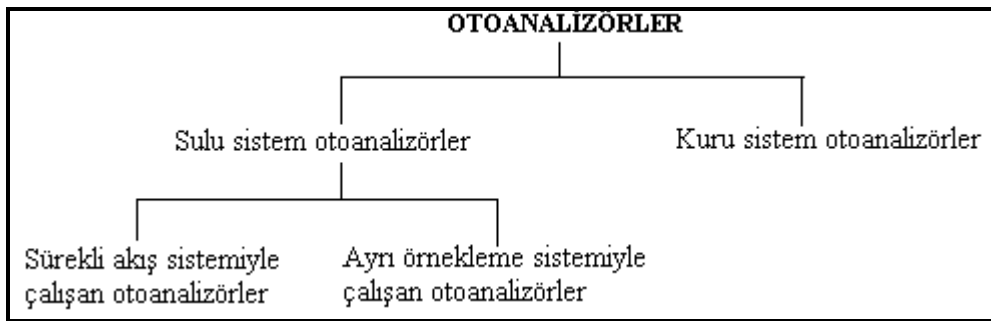 OTOANALİZÖRLER
Sulu sistem otoanalizörler
Kuru sistem otoanalizörler
Sürekli akış sistemiyle
çalışan otoanalizörler
Ayrı örnekleme sistemiyle
çalışan otoanalizörler